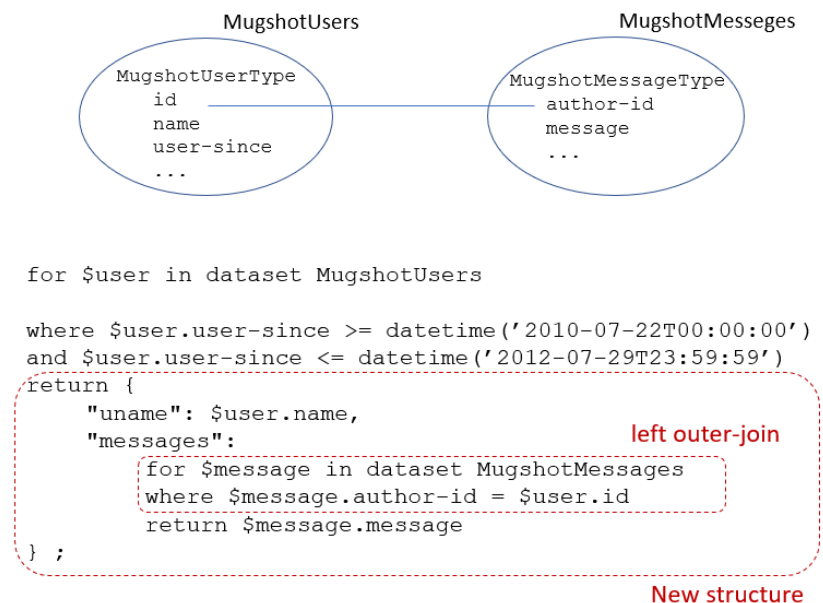 MugshotUsers
MugshotMesseges
MugshotUserType
id
name
user-since
...
MugshotMessageType
author-id
message
...
for $user in dataset MugshotUsers
where $user.user-since >= datetime(’2010-07-22T00:00:00’)
and $user.user-since <= datetime(’2012-07-29T23:59:59’)
return {
"uname": $user.name,
"messages":
left outer-join
for $message in dataset MugshotMessages
where $message.author-id = $user.id
return $message.message
} ;
New structure